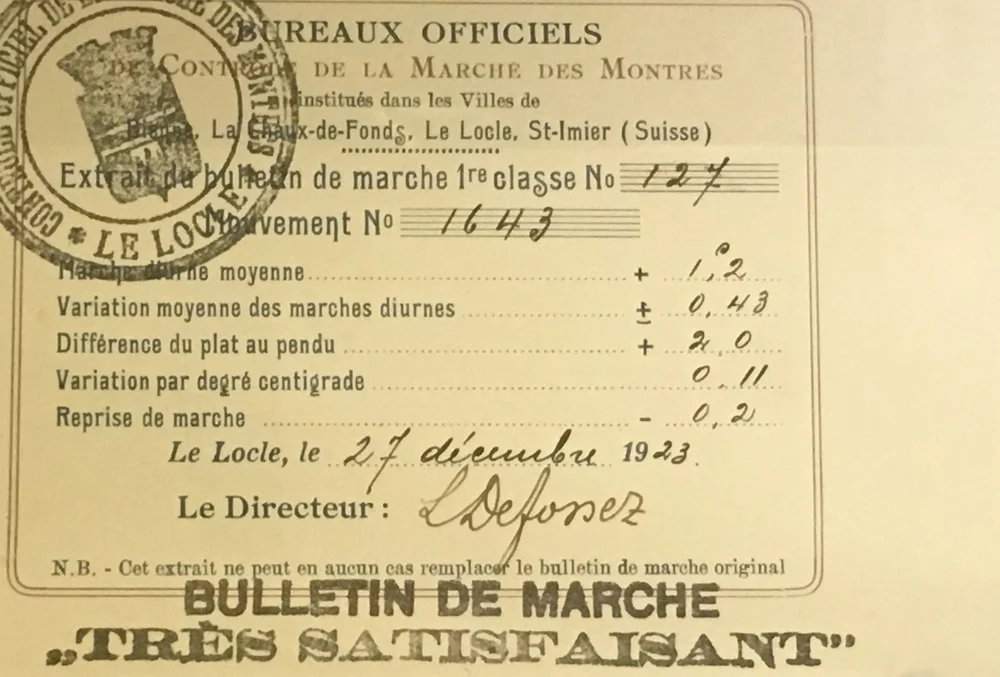 BUREAUX OFFICIELS
DE CONTRÔLE DE LA MARCHE DES MONTRES
institués dans les Villes de
Bienne, La Chaux-de-Fonds, Le Locle, St-Imier (Suisse)
Extrait du bulletin de marche 1re classe No 127
Mouvement No 1643
Marche diurne moyenne + 1s,2
Variation moyenne des marches diurnes ± 0,43
Différence du plat au pendu + 2,0
Variation par degré centigrade 0,11
Reprise de marche - 0,2
Le Locle, le 27 décembre 1923.
Le Directeur : L Defossez
N.B. - Cet extrait ne peut en aucun cas remplacer le bulletin de marche original
BULLETIN DE MARCHE
„TRÈS SATISFAISANT”
* LE LOCLE *